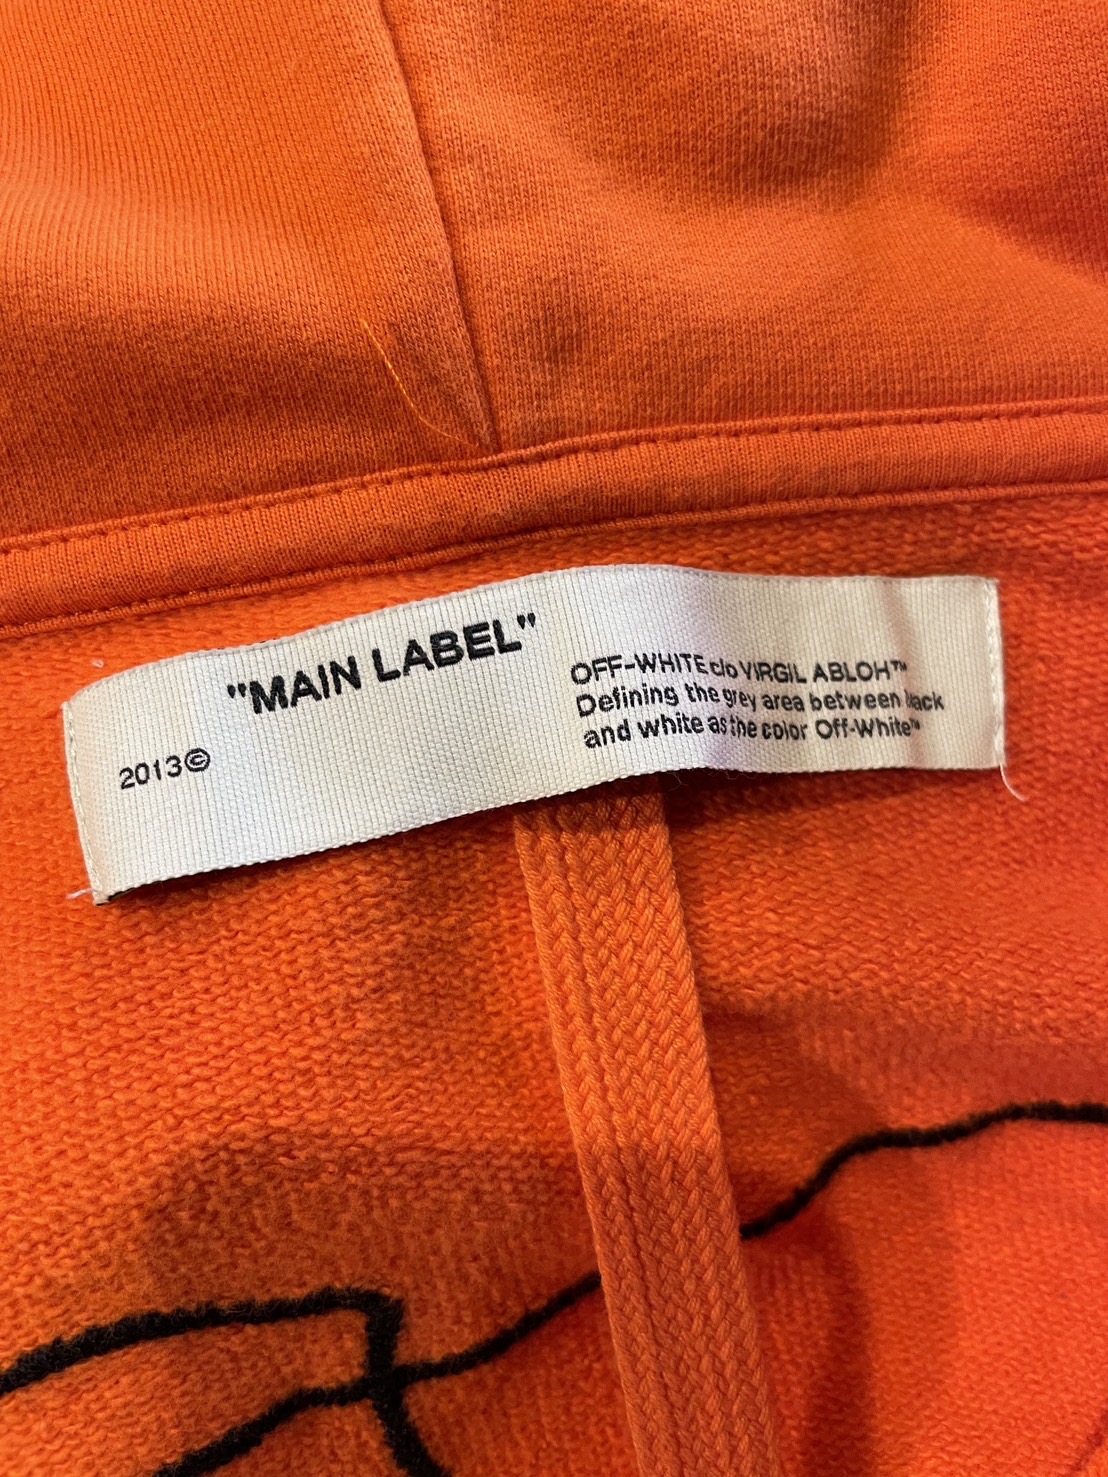 "MAIN LABEL"
2013©
OFF-WHITE c/o VIRGIL ABLOH™
Defining the grey area between black
and white as the color Off-White™